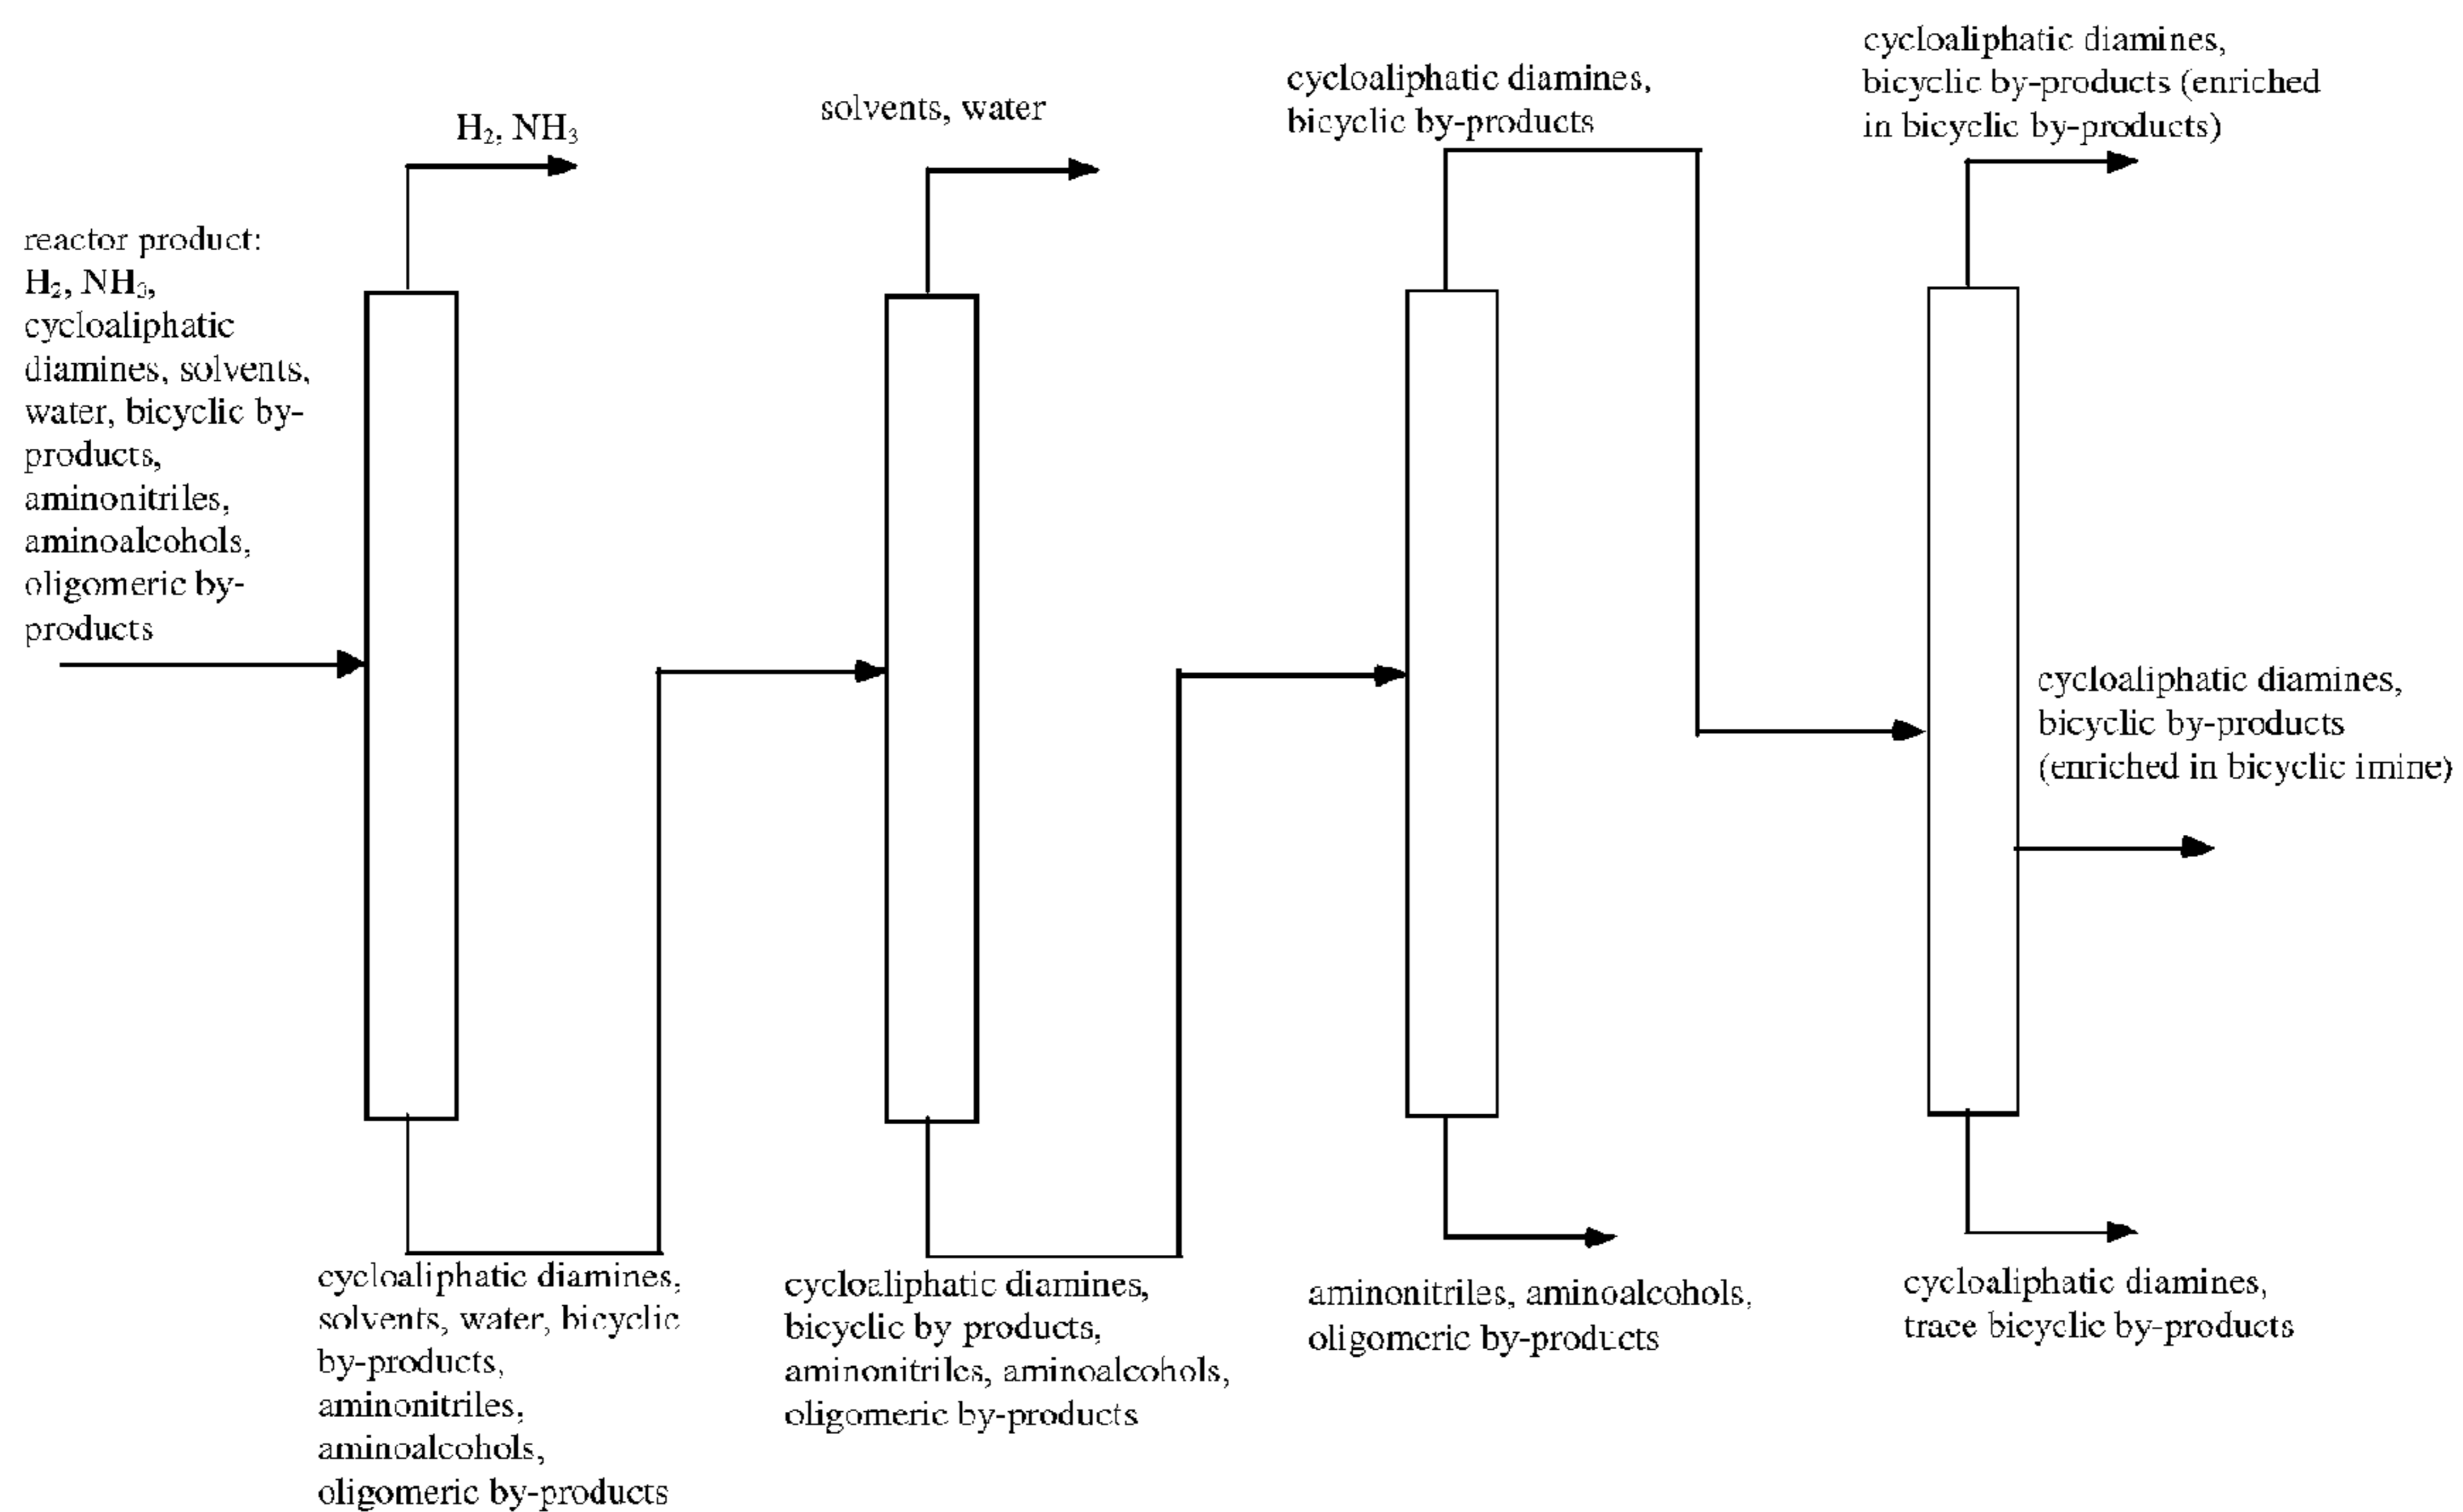 cycloaliphatic diamines,
bicyclic by-products (enriched
in bicyclic by-products)
cycloaliphatic diamines,
bicyclic by-products
solvents, water
H₂, NH₃
reactor product:
H₂, NH₃,
cycloaliphatic
diamines, solvents,
water, bicyclic by-
products,
aminonitriles,
aminoalcohols,
oligomeric by-
products
cycloaliphatic diamines,
bicyclic by-products
(enriched in bicyclic imine)
cycloaliphatic diamines,
solvents, water, bicyclic
by-products,
aminonitriles,
aminoalcohols,
oligomeric by-products
cycloaliphatic diamines,
bicyclic by products,
aminonitriles, aminoalcohols,
oligomeric by-products
aminonitriles, aminoalcohols,
oligomeric by-products
cycloaliphatic diamines,
trace bicyclic by-products